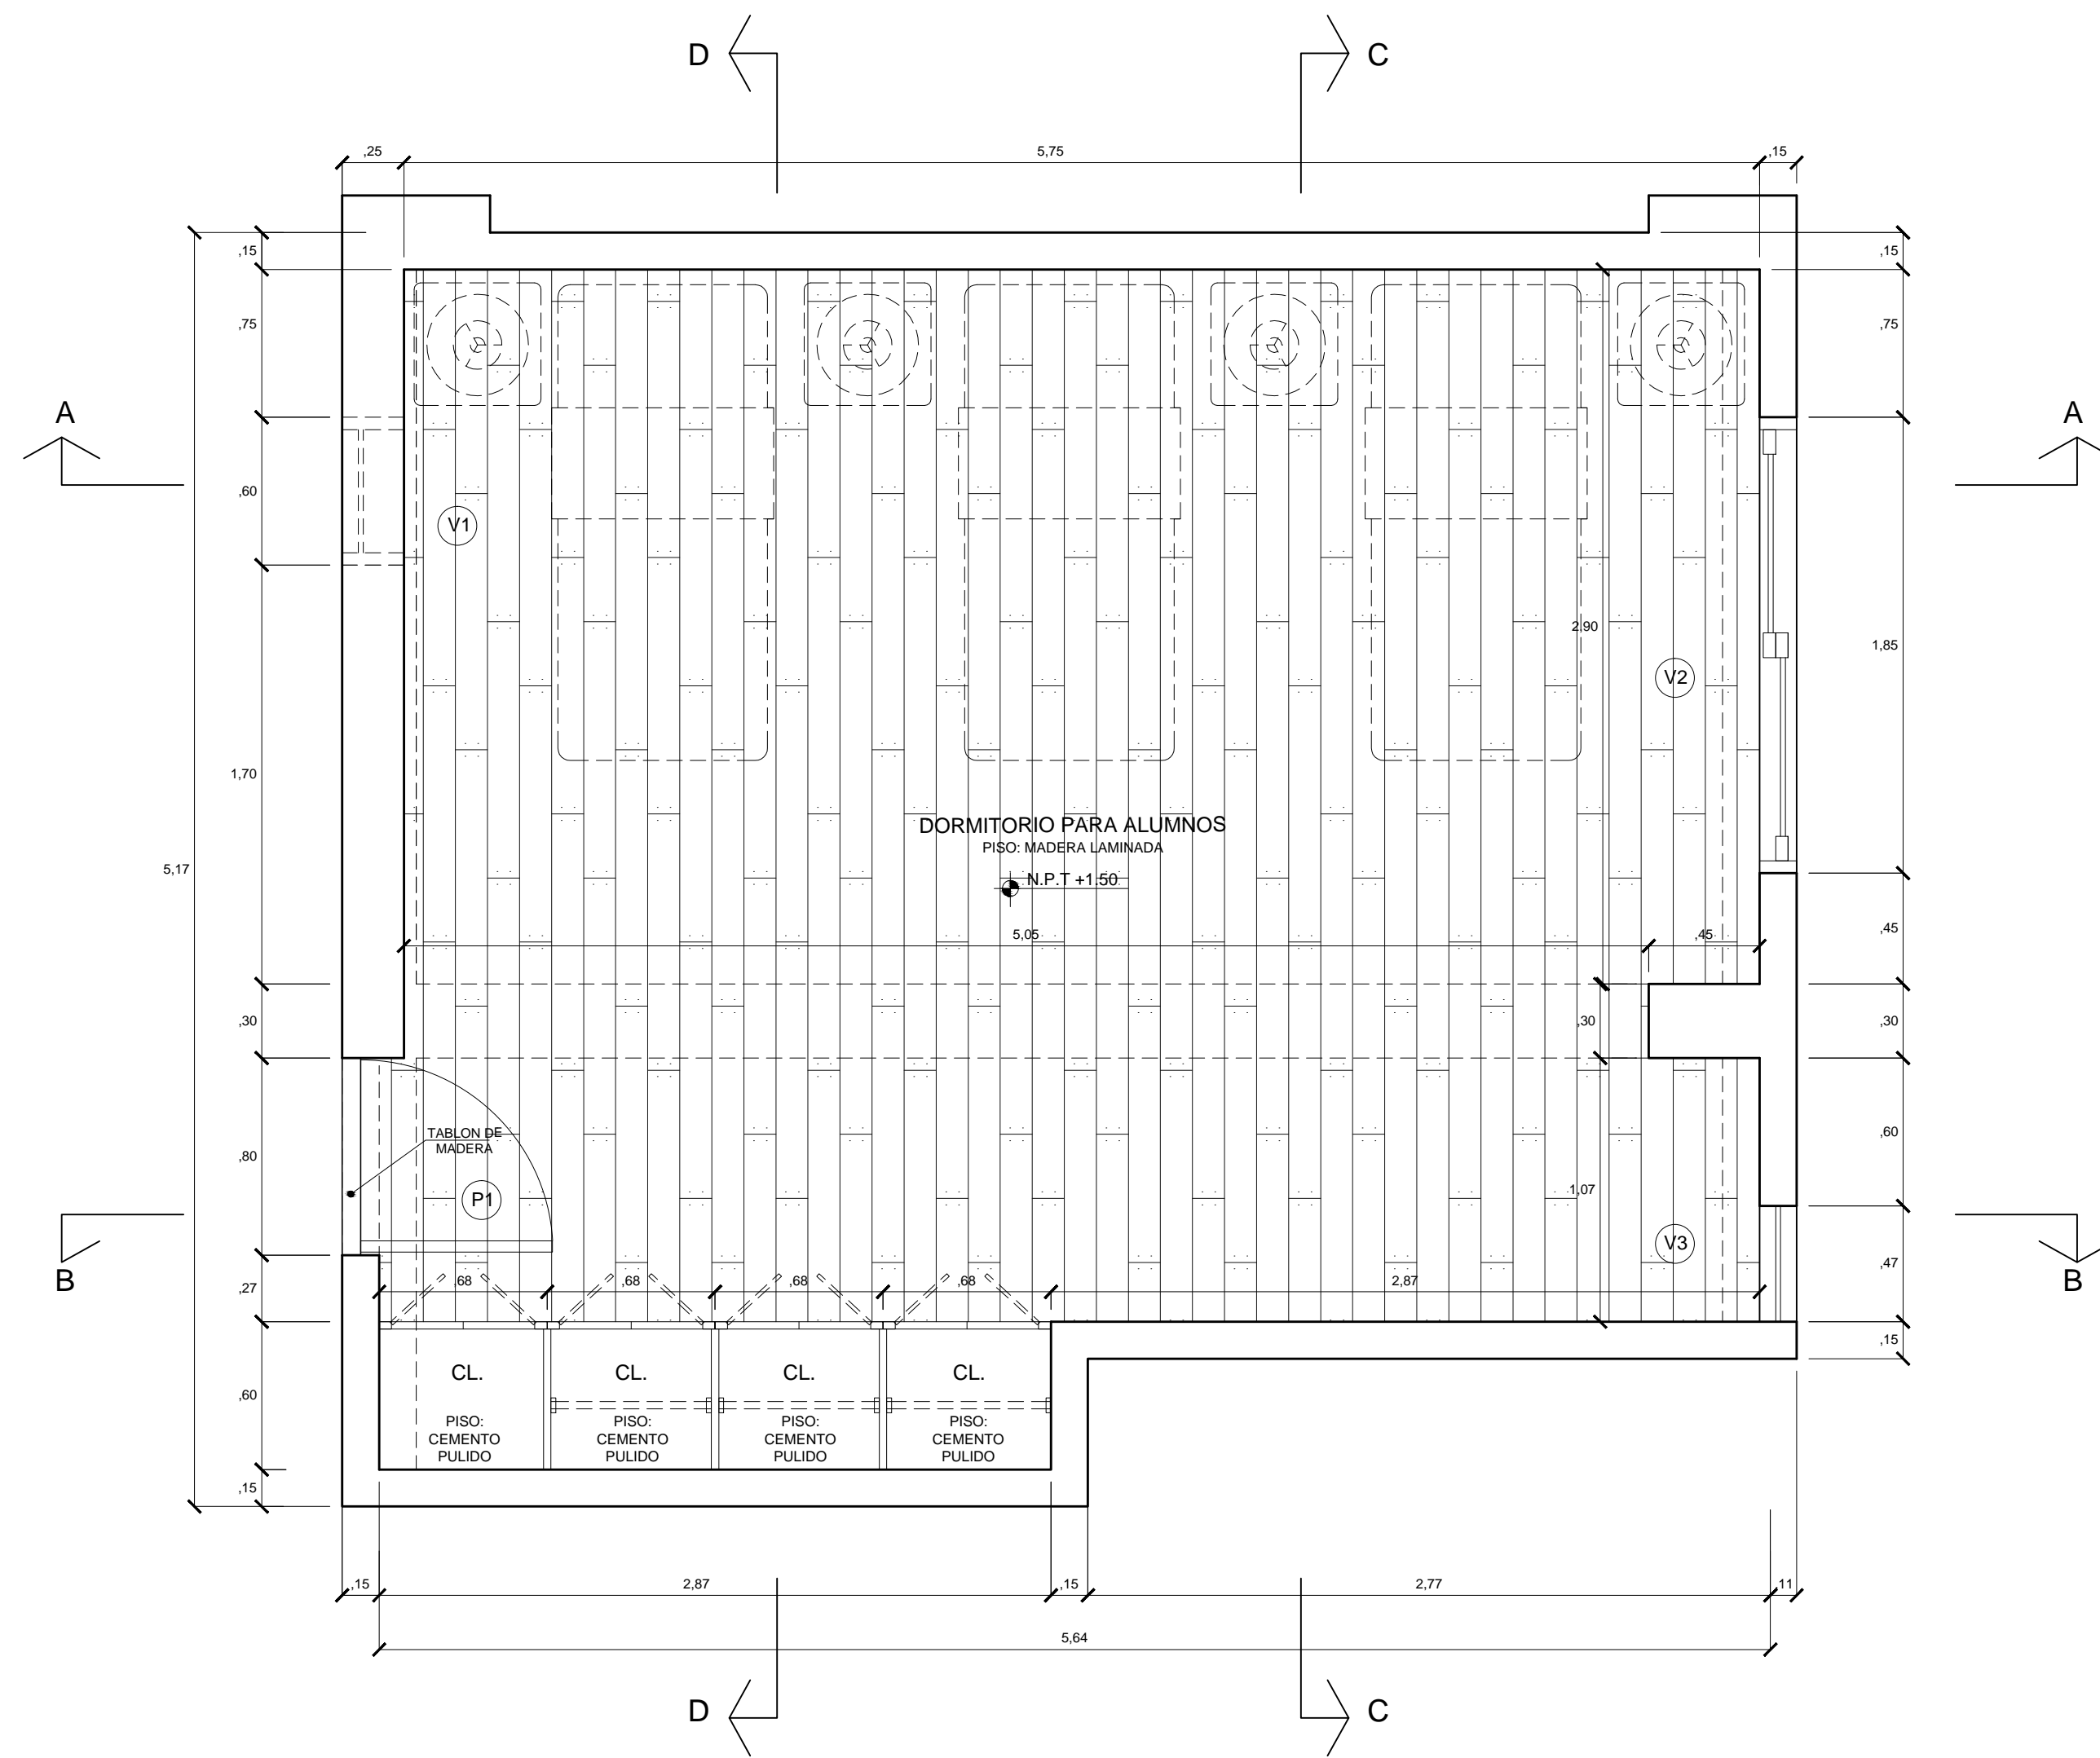 D
C
,25
5,75
,15
,15
,15
,75
,75
A
A
,60
V1
2,90
1,85
V2
1,70
DORMITORIO PARA ALUMNOS
PISO: MADERA LAMINADA
5,17
N.P.T +1.50
5,05
,45
,45
,30
,30
,30
TABLON DE
MADERA
,80
,60
P1
1,07
V3
B
B
,27
,68
,68
,68
,68
2,87
,47
,15
CL.
CL.
CL.
CL.
,60
PISO:
CEMENTO
PULIDO
PISO:
CEMENTO
PULIDO
PISO:
CEMENTO
PULIDO
PISO:
CEMENTO
PULIDO
,15
,15
2,87
,15
2,77
,11
5,64
D
C